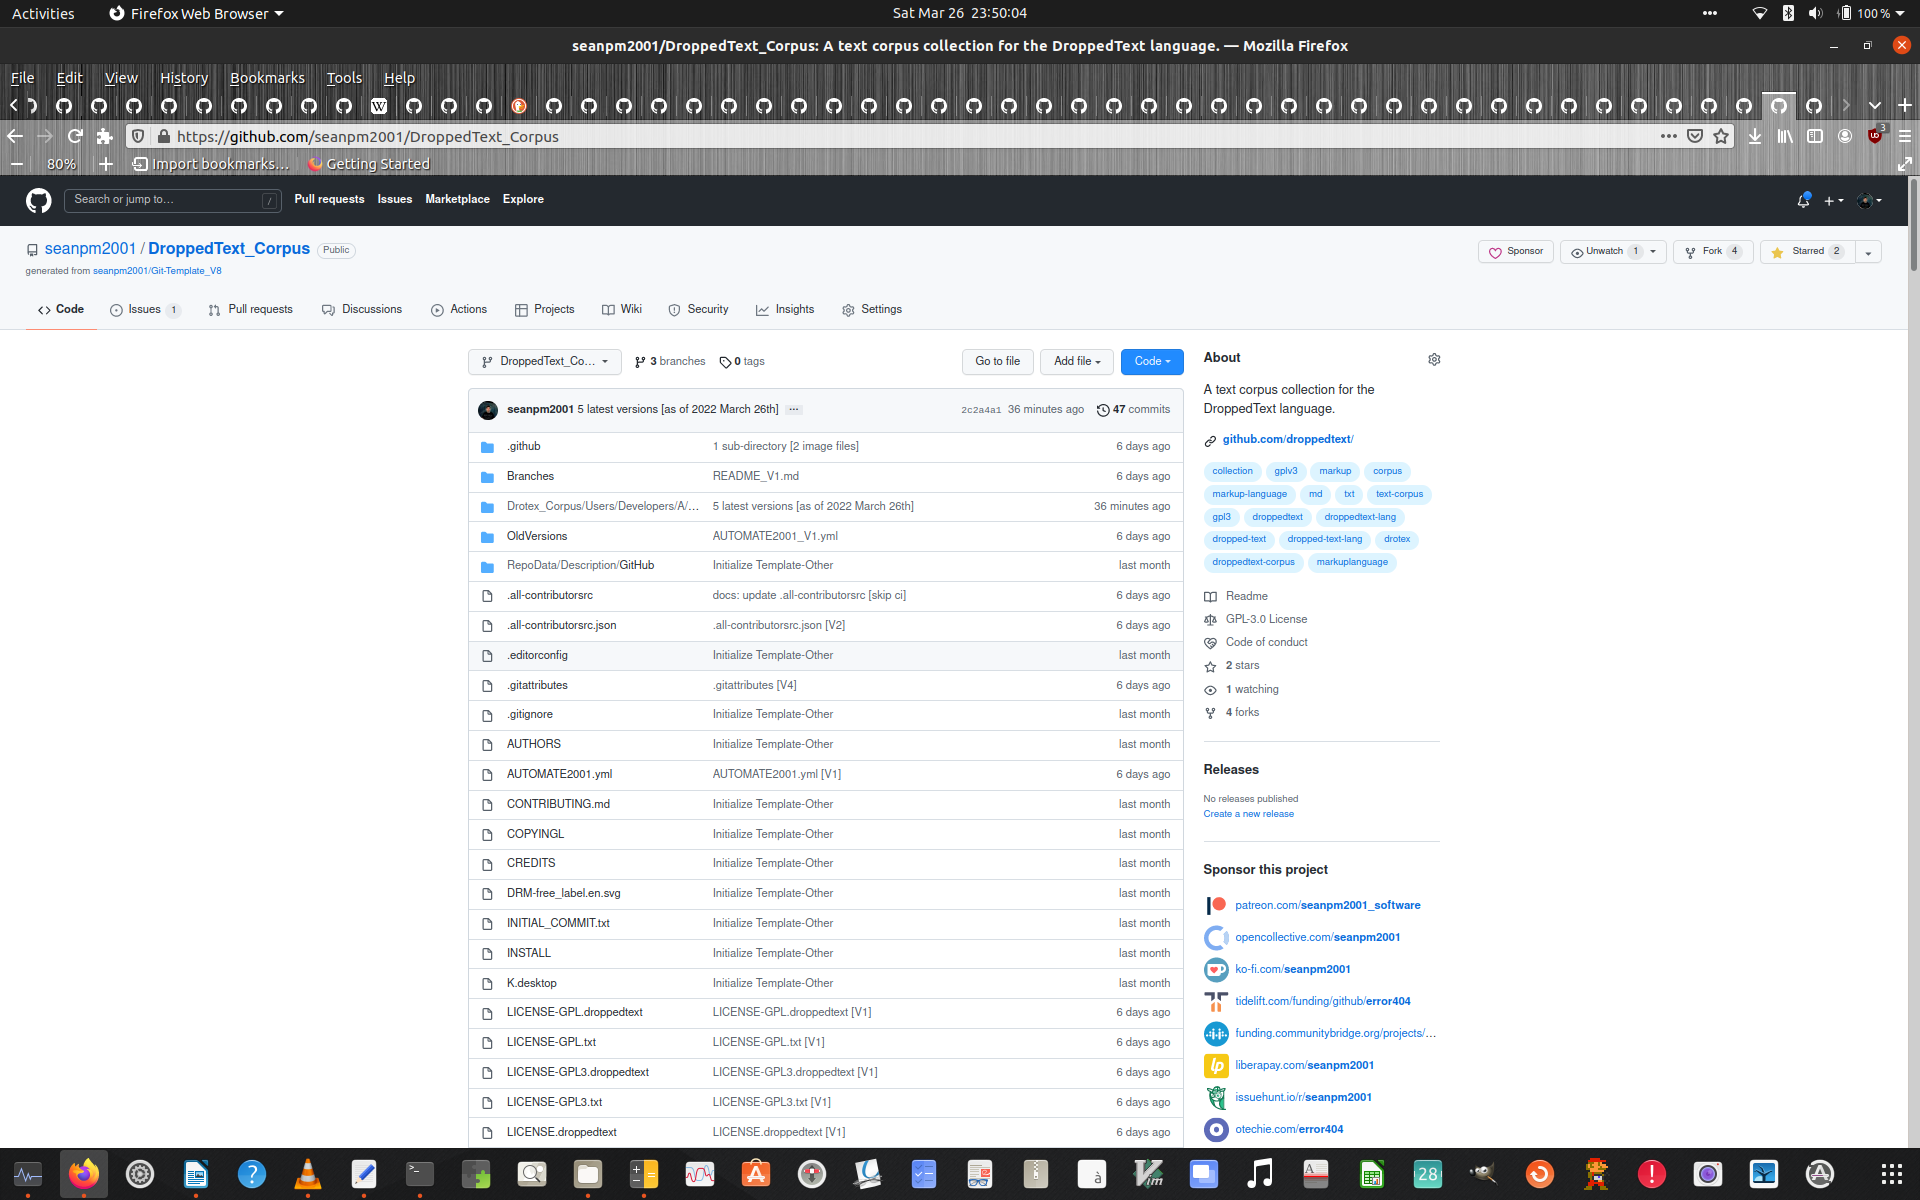 Activities
Firefox Web Browser
Sat Mar 26 23:50:04
100 %
seanpm2001/DroppedText_Corpus: A text corpus collection for the DroppedText language. — Mozilla Firefox
File Edit View History Bookmarks Tools Help
https://github.com/seanpm2001/DroppedText_Corpus
3
80%
Import bookmarks...
Getting Started
Search or jump to...
/
Pull requests Issues Marketplace Explore
seanpm2001 / DroppedText_Corpus Public
generated from seanpm2001/Git-Template_V8
Sponsor
Unwatch 1
Fork 4
Starred 2
Code
Issues 1
Pull requests
Discussions
Actions
Projects
Wiki
Security
Insights
Settings
DroppedText_Co...
3 branches
0 tags
Go to file
Add file
Code
seanpm2001 5 latest versions [as of 2022 March 26th] ...
2c2a4a1 36 minutes ago 47 commits
.github 1 sub-directory [2 image files] 6 days ago
Branches README_V1.md 6 days ago
Drotex_Corpus/Users/Developers/A/... 5 latest versions [as of 2022 March 26th] 36 minutes ago
OldVersions AUTOMATE2001_V1.yml 6 days ago
RepoData/Description/GitHub Initialize Template-Other last month
.all-contributorsrc docs: update .all-contributorsrc [skip ci] 6 days ago
.all-contributorsrc.json .all-contributorsrc.json [V2] 6 days ago
.editorconfig Initialize Template-Other last month
.gitattributes .gitattributes [V4] 6 days ago
.gitignore Initialize Template-Other last month
AUTHORS Initialize Template-Other last month
AUTOMATE2001.yml AUTOMATE2001.yml [V1] 6 days ago
CONTRIBUTING.md Initialize Template-Other last month
COPYINGL Initialize Template-Other last month
CREDITS Initialize Template-Other last month
DRM-free_label.en.svg Initialize Template-Other last month
INITIAL_COMMIT.txt Initialize Template-Other last month
INSTALL Initialize Template-Other last month
K.desktop Initialize Template-Other last month
LICENSE-GPL.droppedtext LICENSE-GPL.droppedtext [V1] 6 days ago
LICENSE-GPL.txt LICENSE-GPL.txt [V1] 6 days ago
LICENSE-GPL3.droppedtext LICENSE-GPL3.droppedtext [V1] 6 days ago
LICENSE-GPL3.txt LICENSE-GPL3.txt [V1] 6 days ago
LICENSE.droppedtext LICENSE.droppedtext [V1] 6 days ago
About
A text corpus collection for the
DroppedText language.
github.com/droppedtext/
collection gplv3 markup corpus
markup-language md txt text-corpus
gpl3 droppedtext droppedtext-lang
dropped-text dropped-text-lang drotex
droppedtext-corpus markuplanguage
Readme
GPL-3.0 License
Code of conduct
2 stars
1 watching
4 forks
Releases
No releases published
Create a new release
Sponsor this project
patreon.com/seanpm2001_software
opencollective.com/seanpm2001
ko-fi.com/seanpm2001
tidelift.com/funding/github/error404
funding.communitybridge.org/projects/...
lp
liberapay.com/seanpm2001
issuehunt.io/r/seanpm2001
otechie.com/error404
28